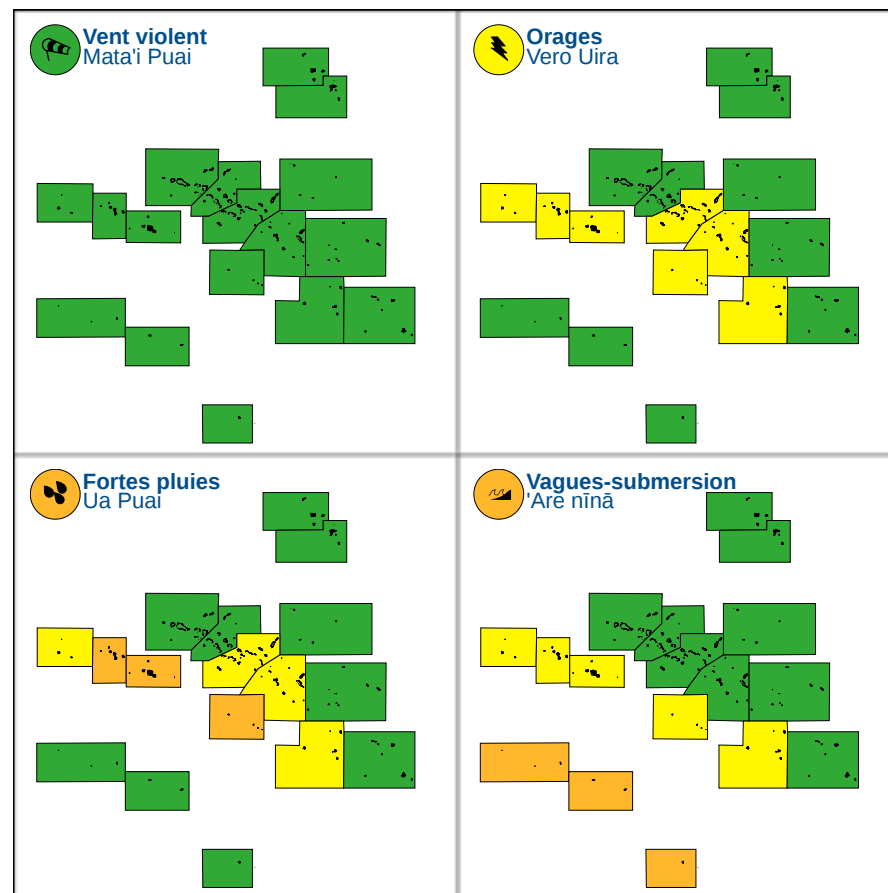 Vent violent
Mata'i Puai
Orages
Vero Uira
Fortes pluies
Ua Puai
Vagues-submersion
'Are nīnā